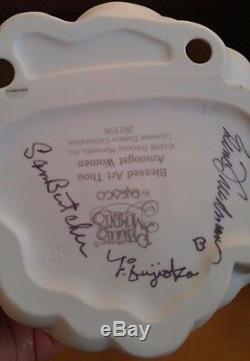 261556
Licensee Enesco Corporation
©1996 Precious Moments, Inc.
Amongst Women
Blessed Art Thou
by ENESCO
Precious
Moments
Sam Butcher
Y. Fujioka
B